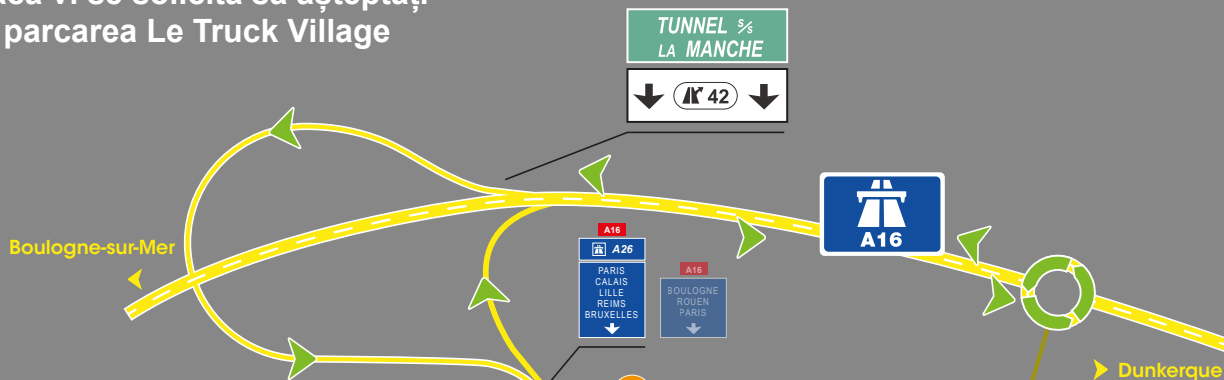 parcarea Le Truck Village
TUNNEL s/s
LA MANCHE
42
A16
Boulogne-sur-Mer
A16
A26
PARIS
CALAIS
LILLE
REIMS
BRUXELLES
A16
BOULOGNE
ROUEN
PARIS
Dunkerque